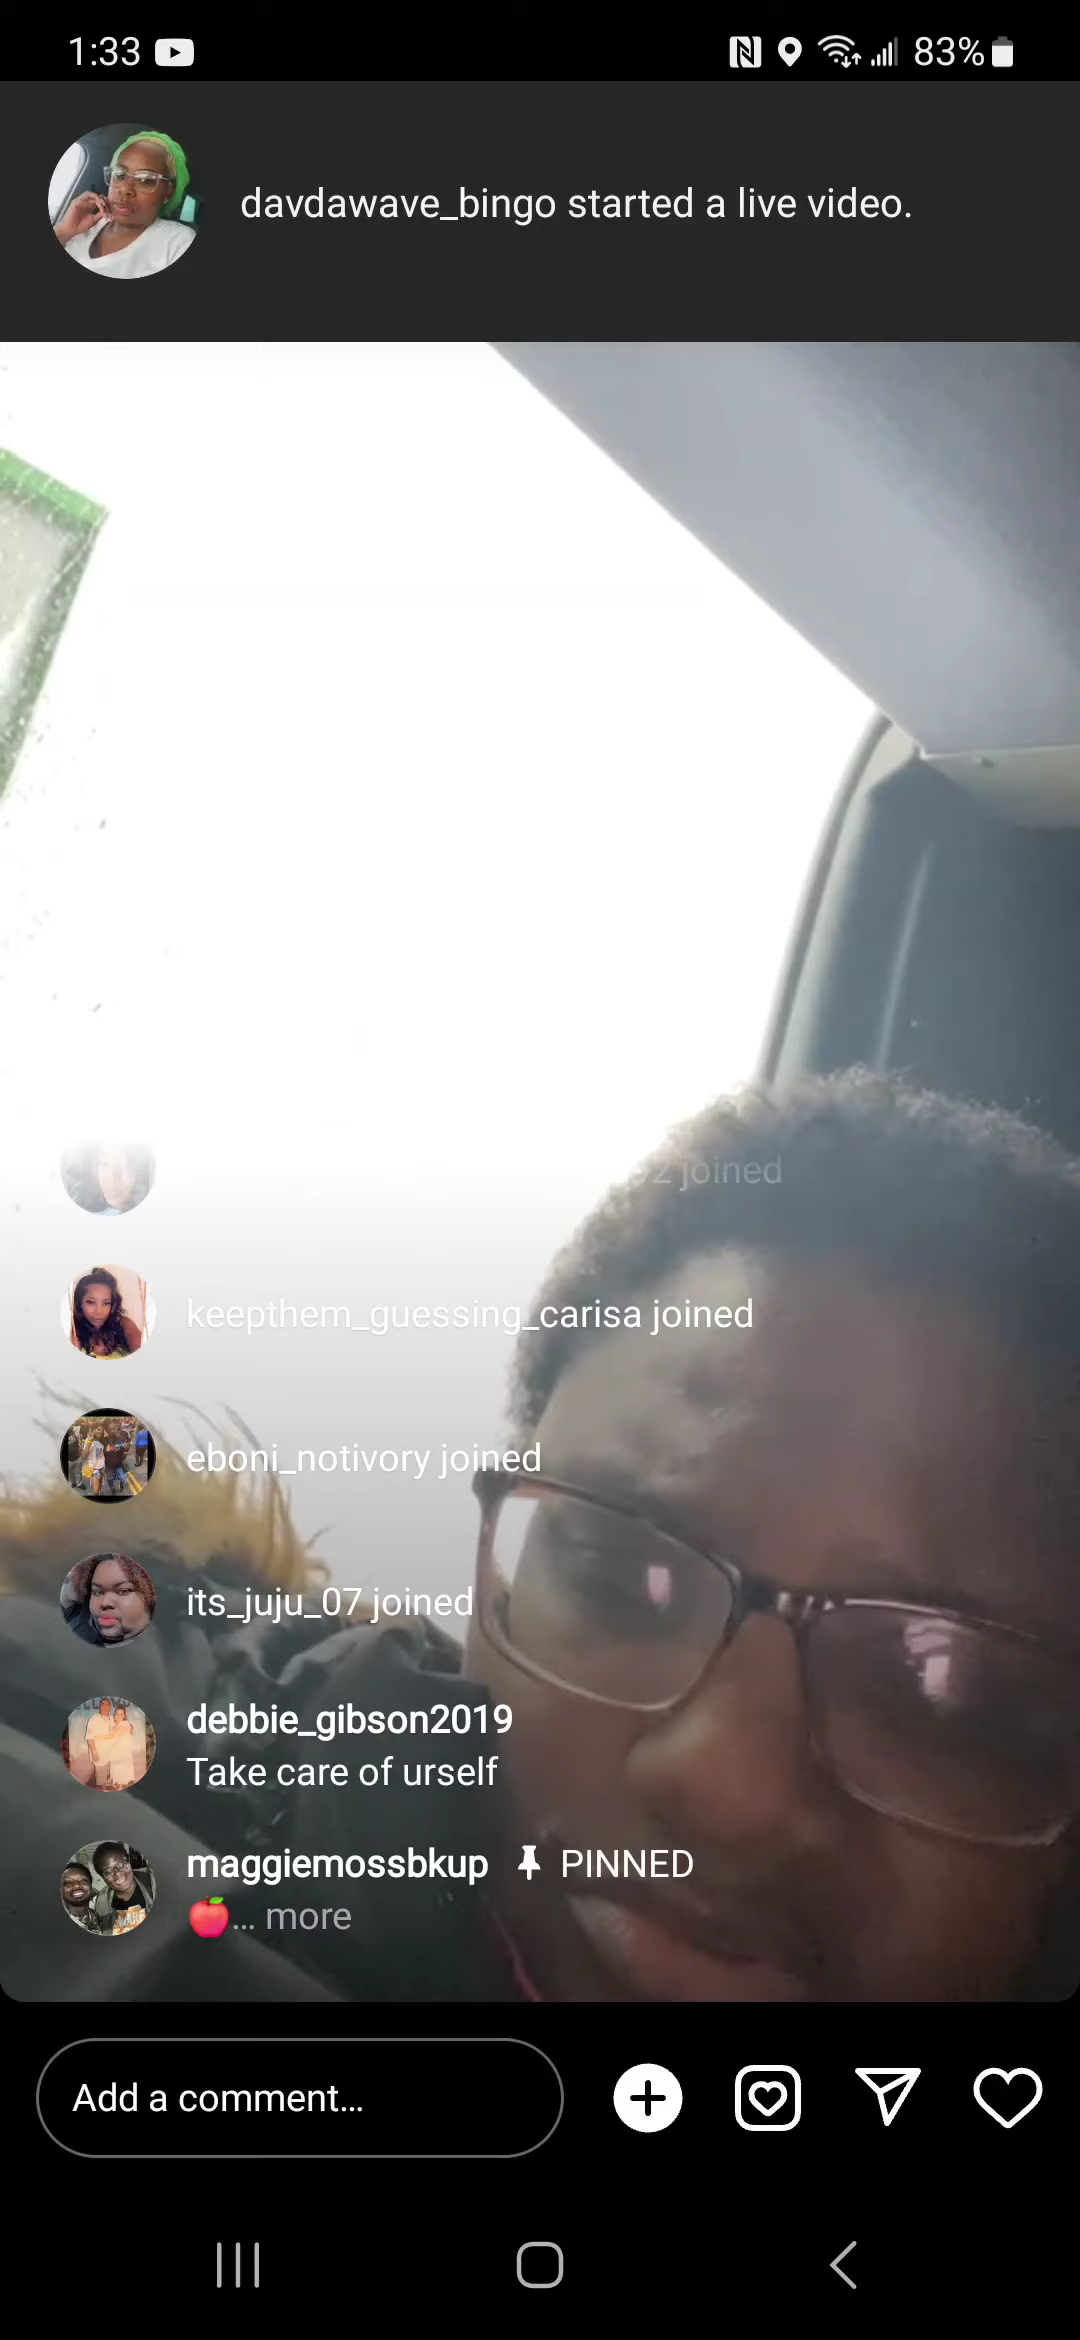 1:33
83%
davdawave_bingo started a live video.
joined
keepthem_guessing_carisa joined
eboni_notivory joined
its_juju_07 joined
debbie_gibson2019
Take care of urself
maggiemossbkup PINNED
🍎... more
Add a comment...